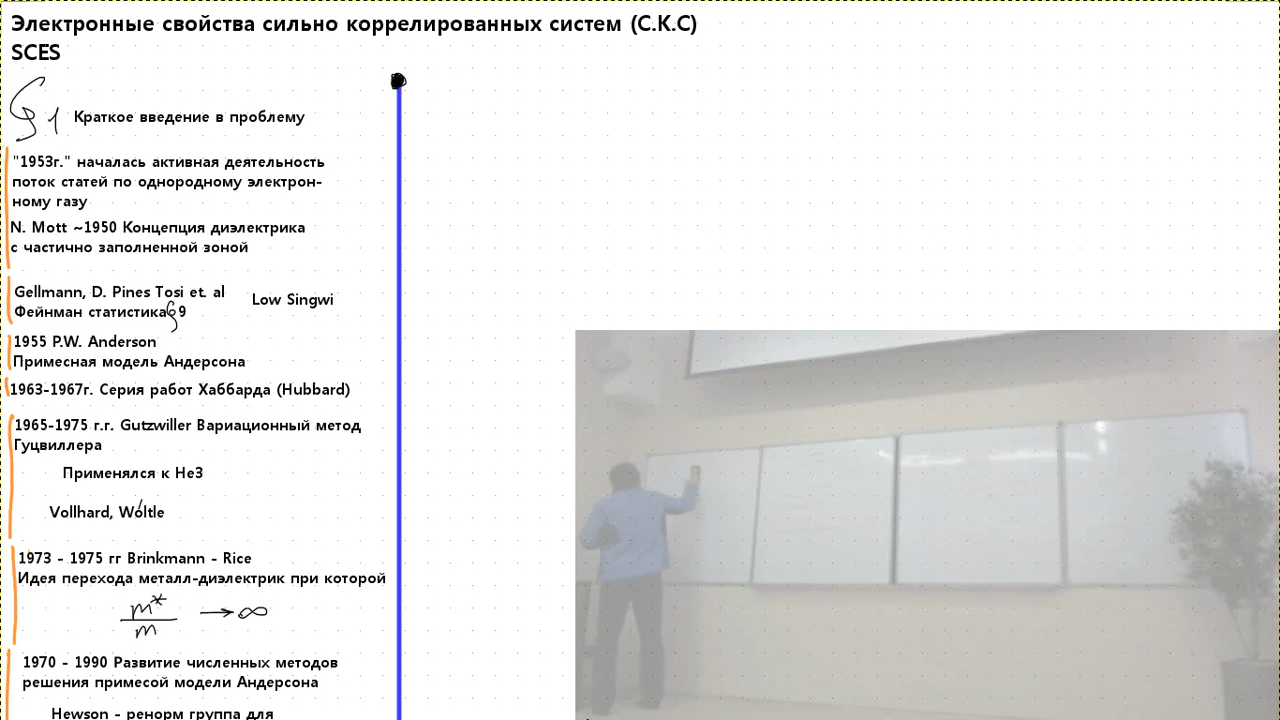 Электронные свойства сильно коррелированных систем (С.К.С)
SCES
§ 1 Краткое введение в проблему
"1953г." началась активная деятельность
поток статей по однородному электрон-
ному газу
N. Mott ~1950 Концепция диэлектрика
с частично заполненной зоной
Gellmann, D. Pines Tosi et. al Low Singwi
Фейнман статистика § 9
1955 P.W. Anderson
Примесная модель Андерсона
1963-1967г. Серия работ Хаббарда (Hubbard)
1965-1975 г.г. Gutzwiller Вариационный метод
Гуцвиллера
Применялся к He3
Vollhard, Wöltle
1973 - 1975 гг Brinkmann - Rice
Идея перехода металл-диэлектрик при которой
m*/m → ∞
1970 - 1990 Развитие численных методов
решения примесой модели Андерсона
Hewson - ренорм группа для